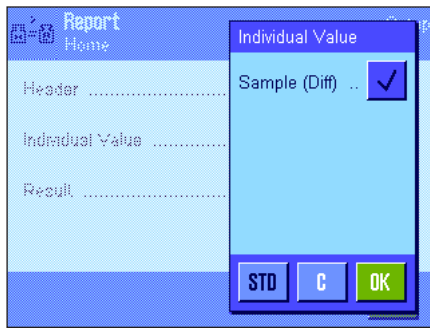 Report
Home
Header ..................
Individual Value ............
Result ....................
Individual Value
Sample (Diff) ..
STD
C
OK